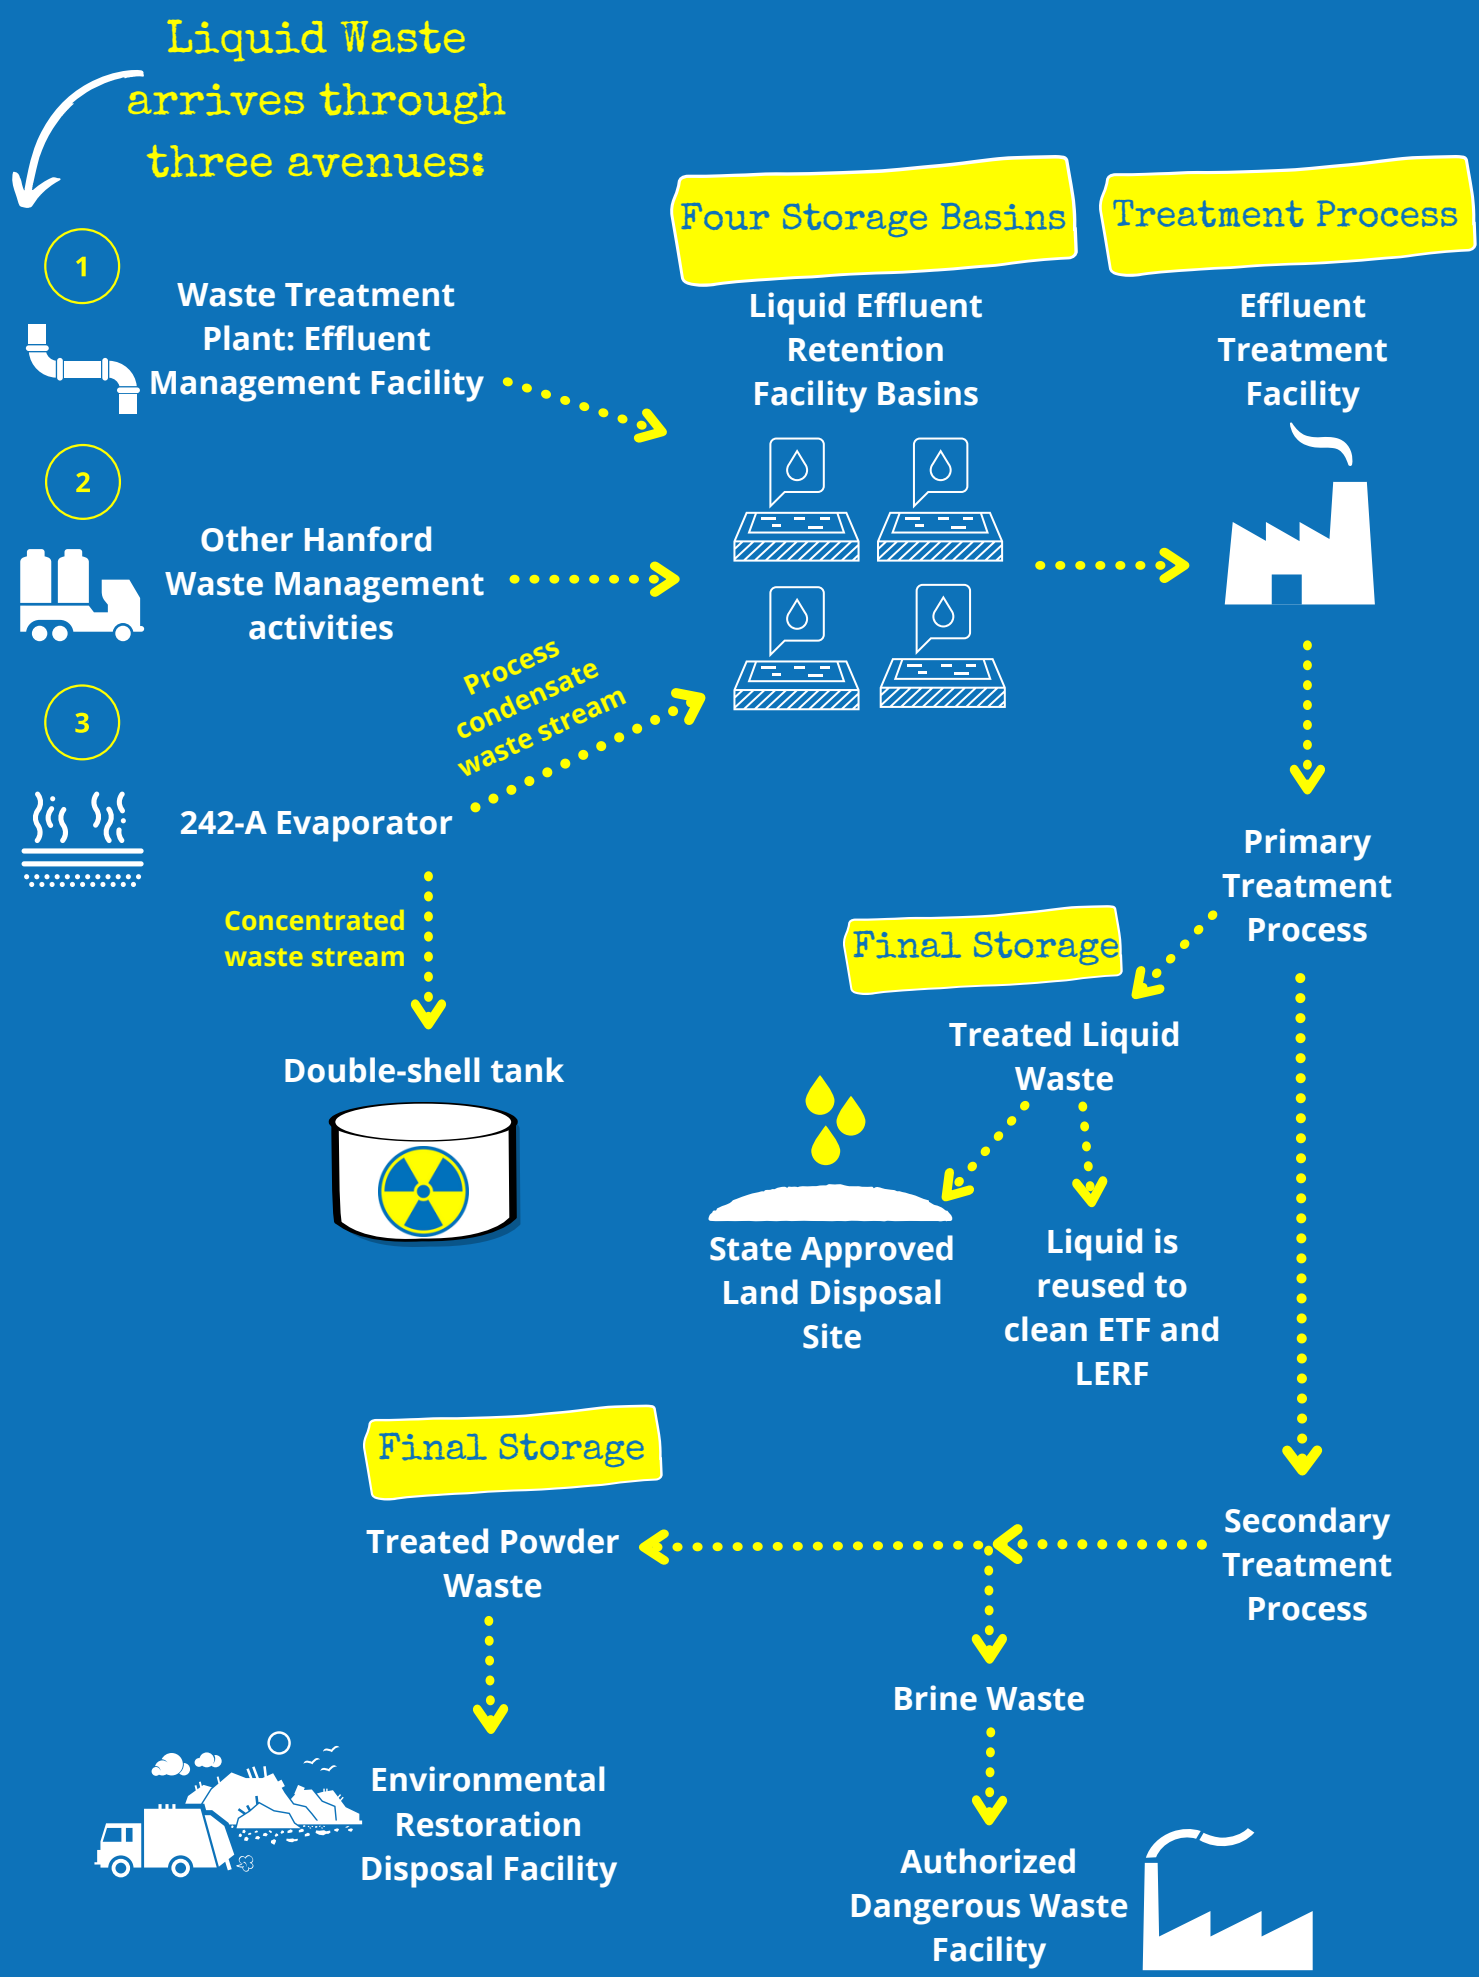 Liquid Waste
arrives through
three avenues:
1
Waste Treatment
Plant: Effluent
Management Facility
2
Other Hanford
Waste Management
activities
3
242-A Evaporator
Process
condensate
waste stream
Concentrated
waste stream
Double-shell tank
Four Storage Basins
Liquid Effluent
Retention
Facility Basins
Treatment Process
Effluent
Treatment
Facility
Primary
Treatment
Process
Final Storage
Treated Liquid
Waste
State Approved
Land Disposal
Site
Liquid is
reused to
clean ETF and
LERF
Secondary
Treatment
Process
Final Storage
Treated Powder
Waste
Environmental
Restoration
Disposal Facility
Brine Waste
Authorized
Dangerous Waste
Facility